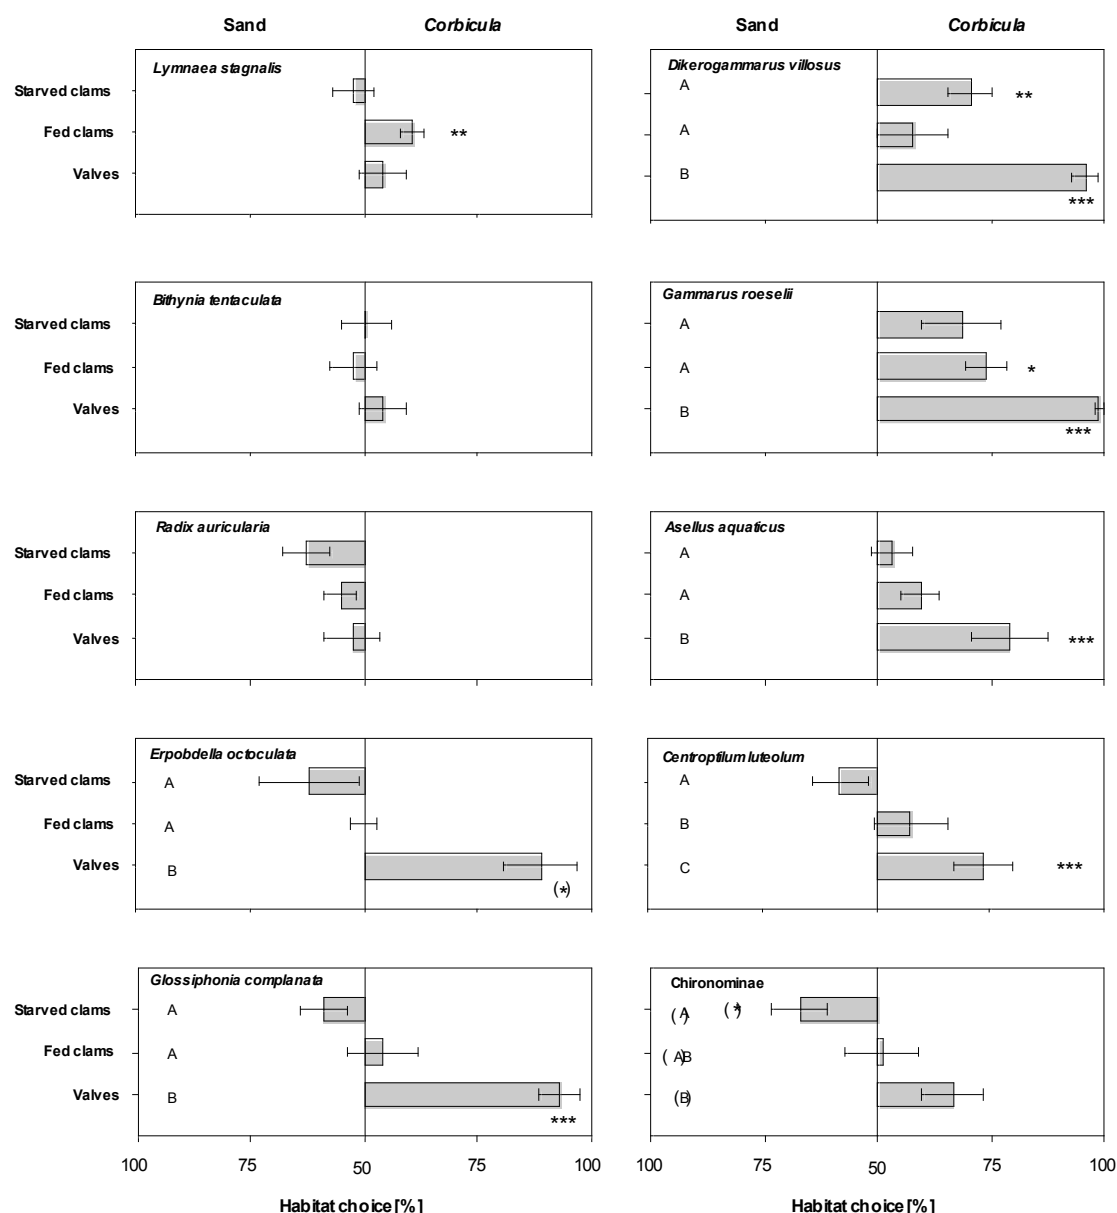 Sand Corbicula Sand Corbicula
Lymnaea stagnalis
Starved clams
Fed clams **
Valves
Dikerogammarus villosus
A **
A
B
***
Bithynia tentaculata
Starved clams
Fed clams
Valves
Gammarus roeselii
A
A *
B
***
Radix auricularia
Starved clams
Fed clams
Valves
Asellus aquaticus
A
A
B ***
Erpobdella octoculata
Starved clams A
Fed clams A
Valves B
(*)
Centroptilum luteolum
A
B
C ***
Glossiphonia complanata
Starved clams A
Fed clams A
Valves B
***
Chironominae
(A) (*)
(AB)
(B)
100 75 50 75 100
Habitat choice [%]
100 75 50 75 100
Habitat choice [%]